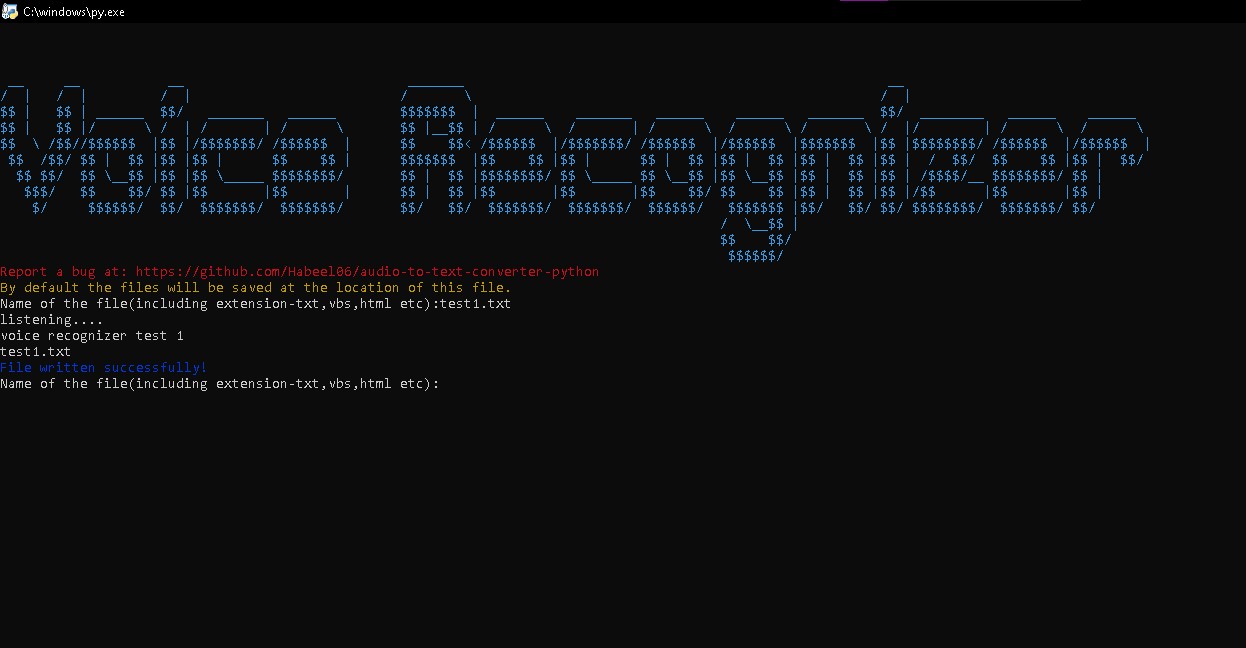 C:\windows\py.exe
Voice Recognizer
Report a bug at: https://github.com/Habeel06/audio-to-text-converter-python
By default the files will be saved at the location of this file.
Name of the file(including extension-txt,vbs,html etc):test1.txt
listening....
voice recognizer test 1
test1.txt
File written successfully!
Name of the file(including extension-txt,vbs,html etc):